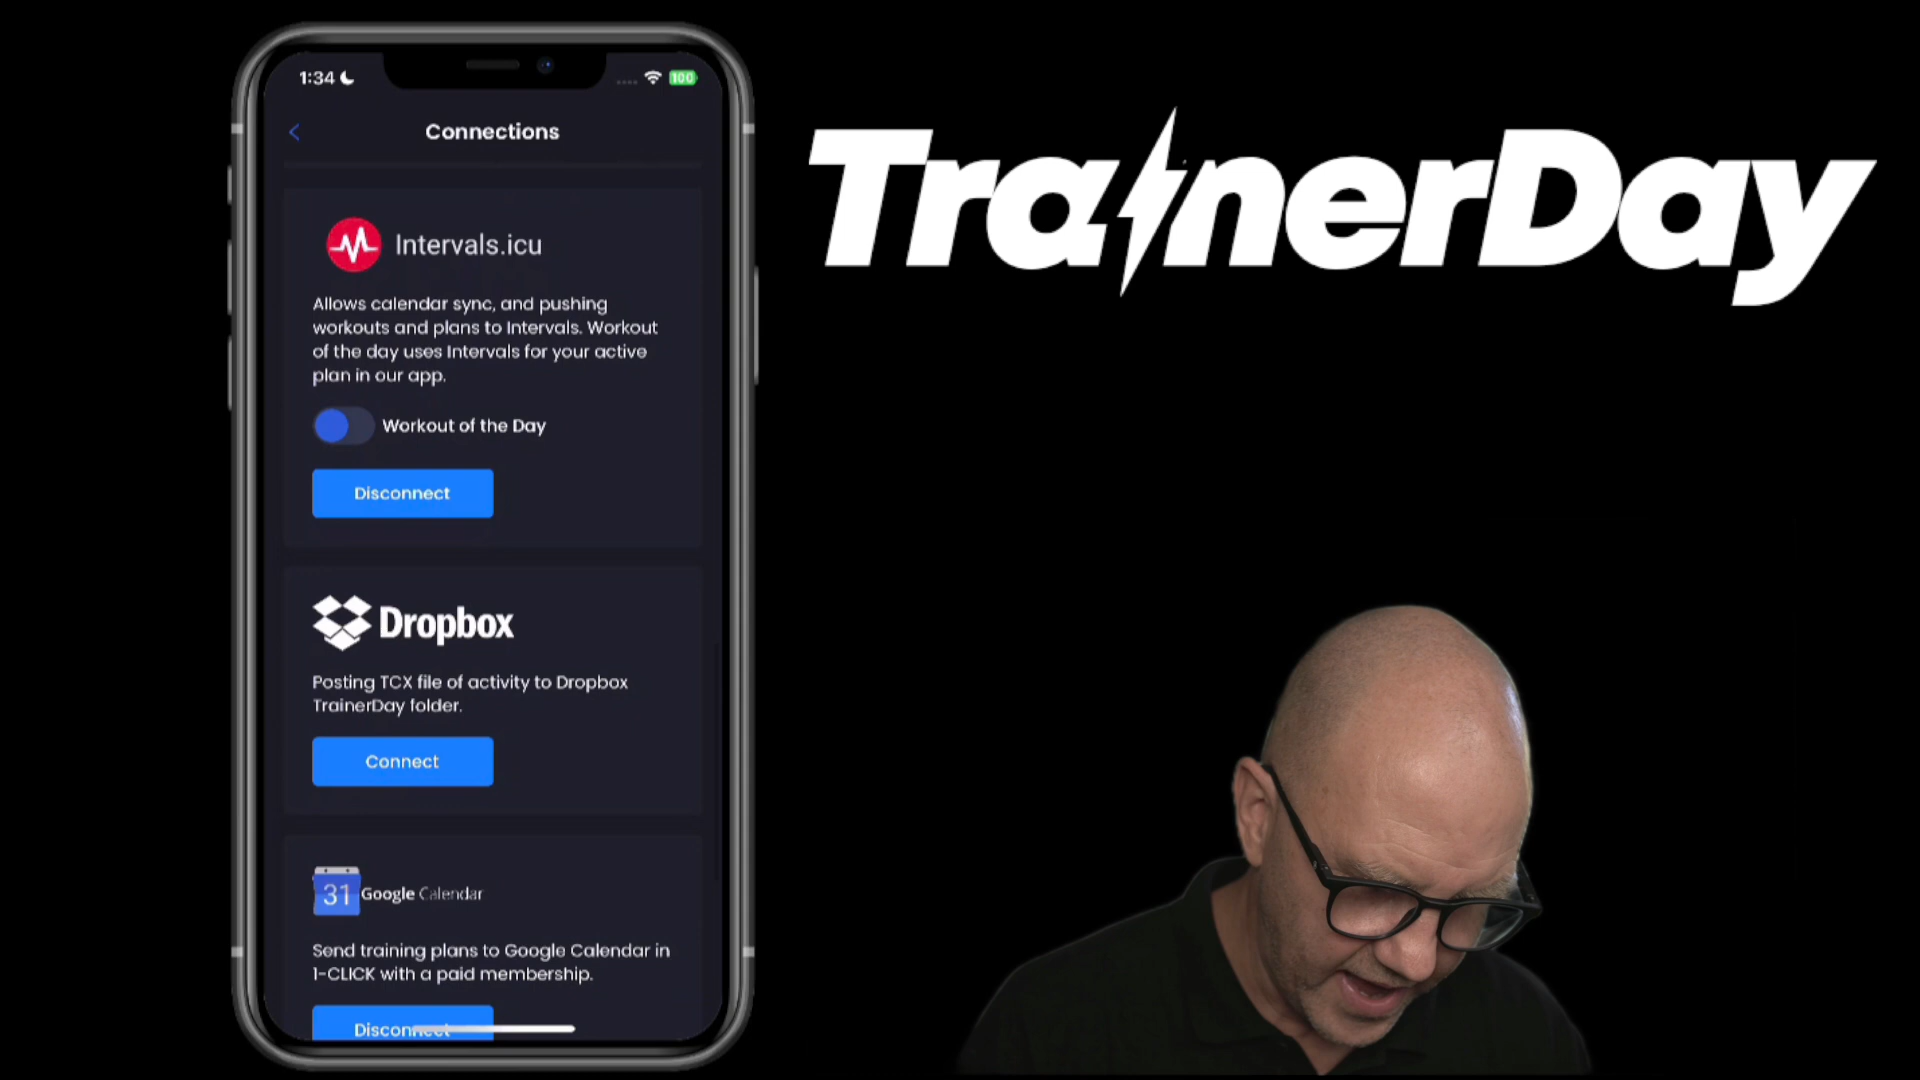 1:34
100
Connections
Intervals.icu
Allows calendar sync, and pushing
workouts and plans to Intervals. Workout
of the day uses Intervals for your active
plan in our app.
Workout of the Day
Disconnect
Dropbox
Posting TCX file of activity to Dropbox
TrainerDay folder.
Connect
31 Google Calendar
Send training plans to Google Calendar in
1-CLICK with a paid membership.
Disconnect
TrainerDay